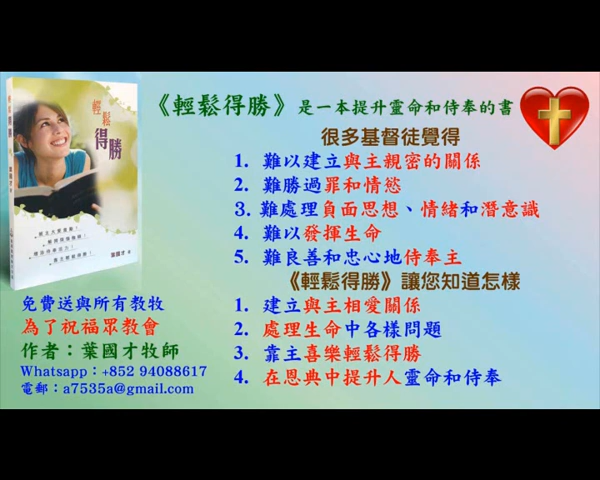 《輕鬆得勝》是一本提升靈命和侍奉的書
很多基督徒覺得
1. 難以建立與主親密的關係
2. 難勝過罪和情慾
3. 難處理負面思想、情緒和潛意識
4. 難以發揮生命
5. 難良善和忠心地侍奉主
《輕鬆得勝》讓您知道怎樣
1. 建立與主相愛關係
2. 處理生命中各樣問題
3. 靠主喜樂輕鬆得勝
4. 在恩典中提升人靈命和侍奉
輕鬆
得勝
輕鬆得勝
葉國才 著
免費送與所有教牧
為了祝福眾教會
作者：葉國才牧師
Whatsapp：+852 94088617
電郵：a7535a@gmail.com